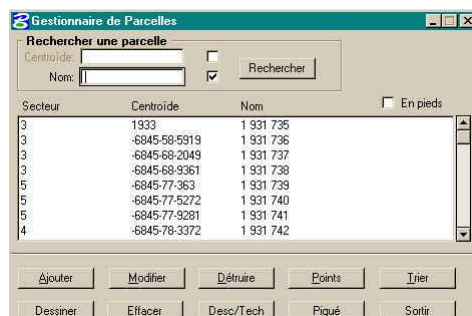 Gestionnaire de Parcelles
Rechercher une parcelle
Centroïde:
Nom:
Rechercher
En pieds
Secteur Centroïde Nom
3 1933 1 931 735
3 -6845-58-5919 1 931 736
3 -6845-68-2049 1 931 737
3 -6845-68-9361 1 931 738
5 -6845-77-363 1 931 739
5 -6845-77-5272 1 931 740
5 -6845-77-9281 1 931 741
4 -6845-78-3372 1 931 742
Ajouter Modifier Détruire Points Trier
Dessiner Effacer Desc/Tech Piqué Sortir